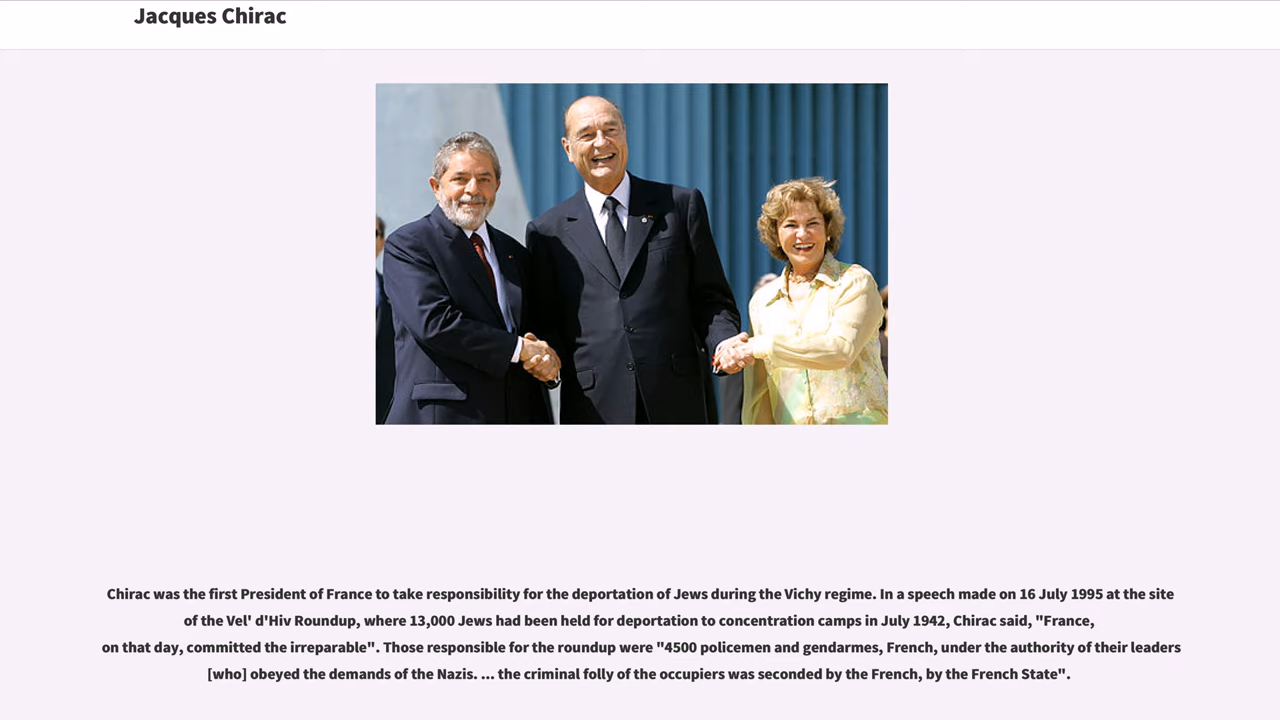 Jacques Chirac
Chirac was the first President of France to take responsibility for the deportation of Jews during the Vichy regime. In a speech made on 16 July 1995 at the site
of the Vel' d'Hiv Roundup, where 13,000 Jews had been held for deportation to concentration camps in July 1942, Chirac said, "France,
on that day, committed the irreparable". Those responsible for the roundup were "4500 policemen and gendarmes, French, under the authority of their leaders
[who] obeyed the demands of the Nazis. ... the criminal folly of the occupiers was seconded by the French, by the French State".